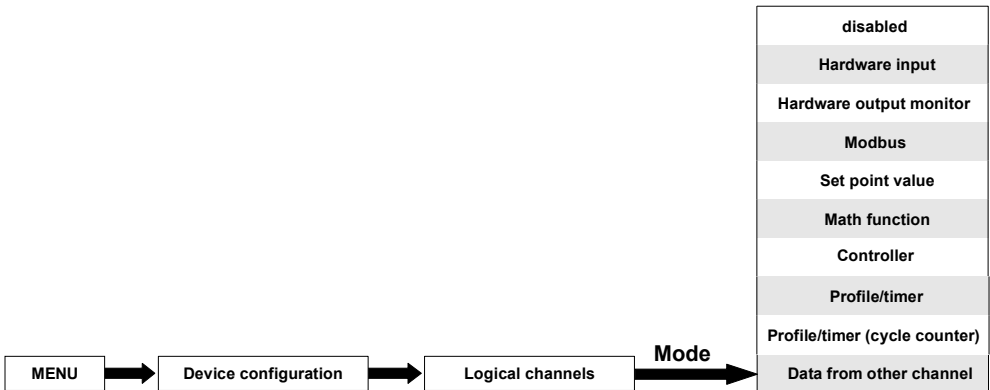 disabled
Hardware input
Hardware output monitor
Modbus
Set point value
Math function
Controller
Profile/timer
Profile/timer (cycle counter)
Data from other channel
MENU
Device configuration
Logical channels
Mode